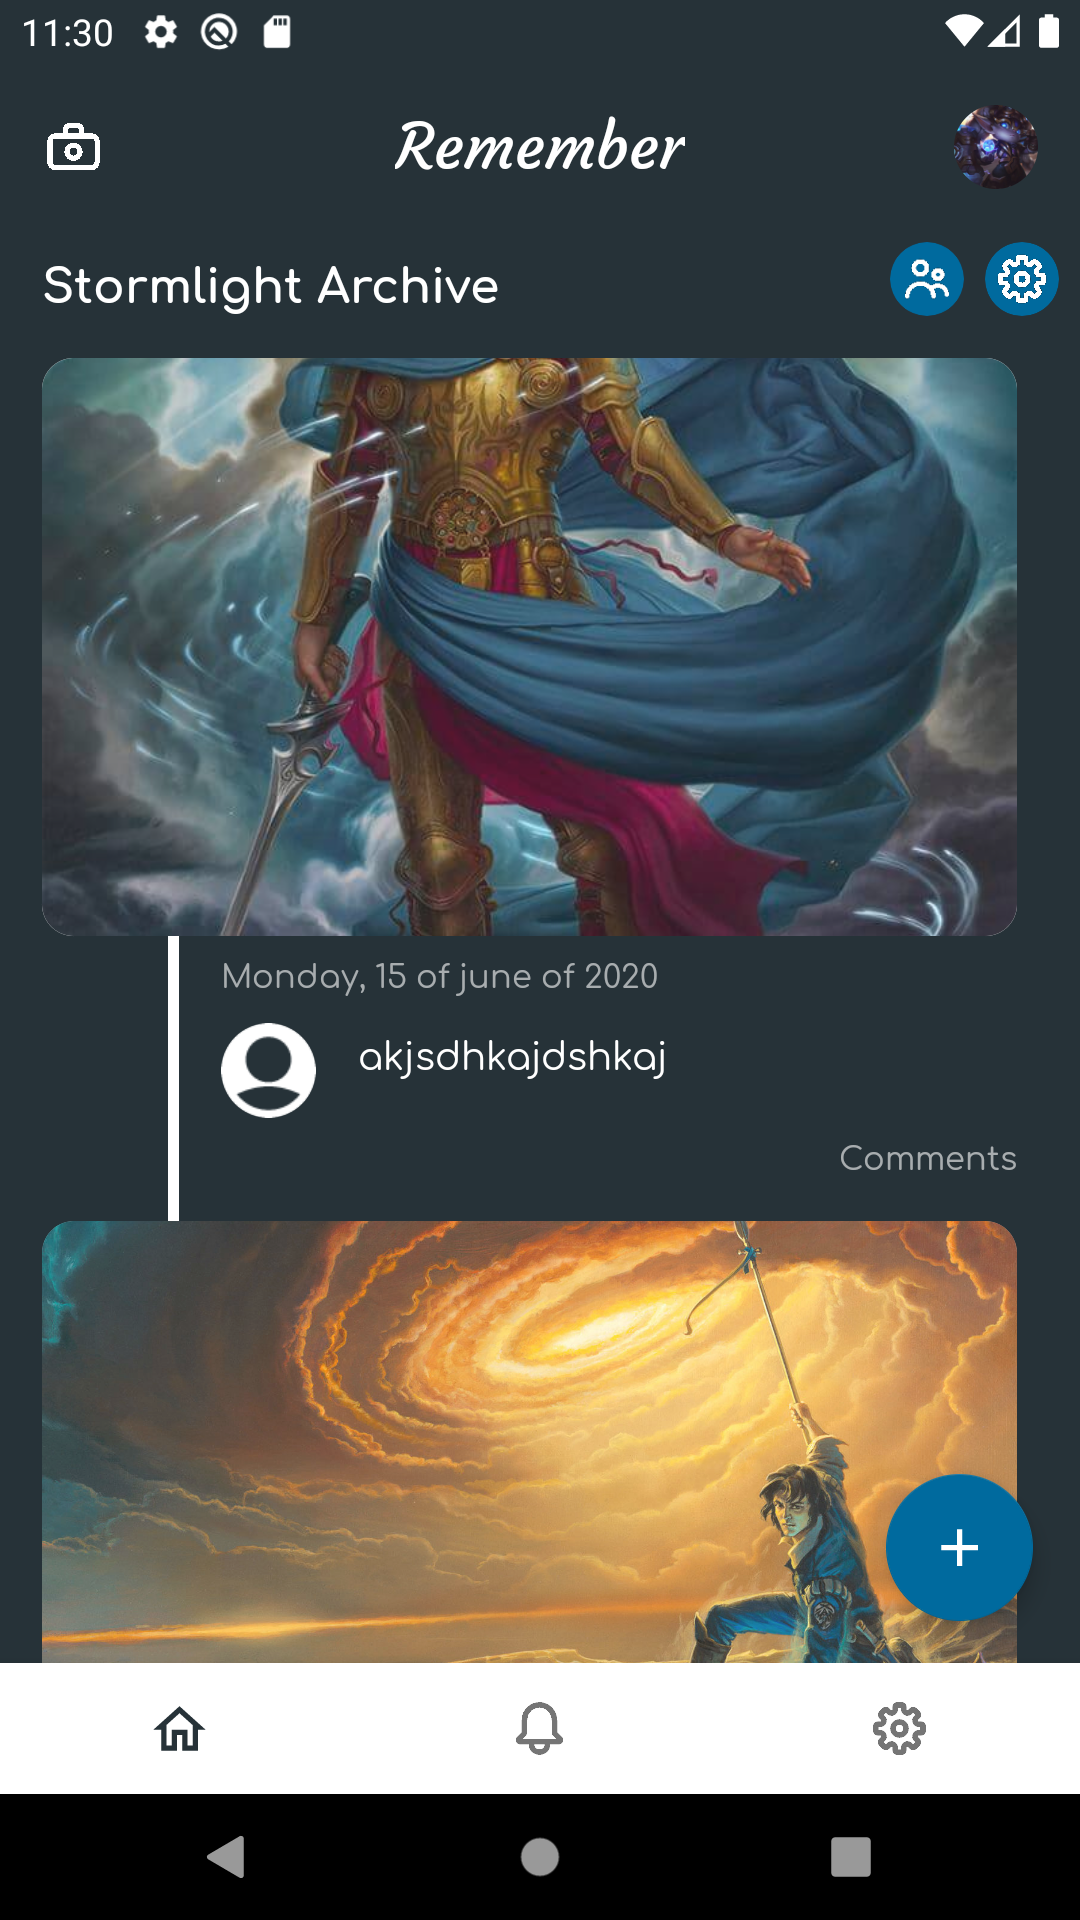 11:30
Remember
Stormlight Archive
Monday, 15 of june of 2020
akjsdhkajdshkaj
Comments